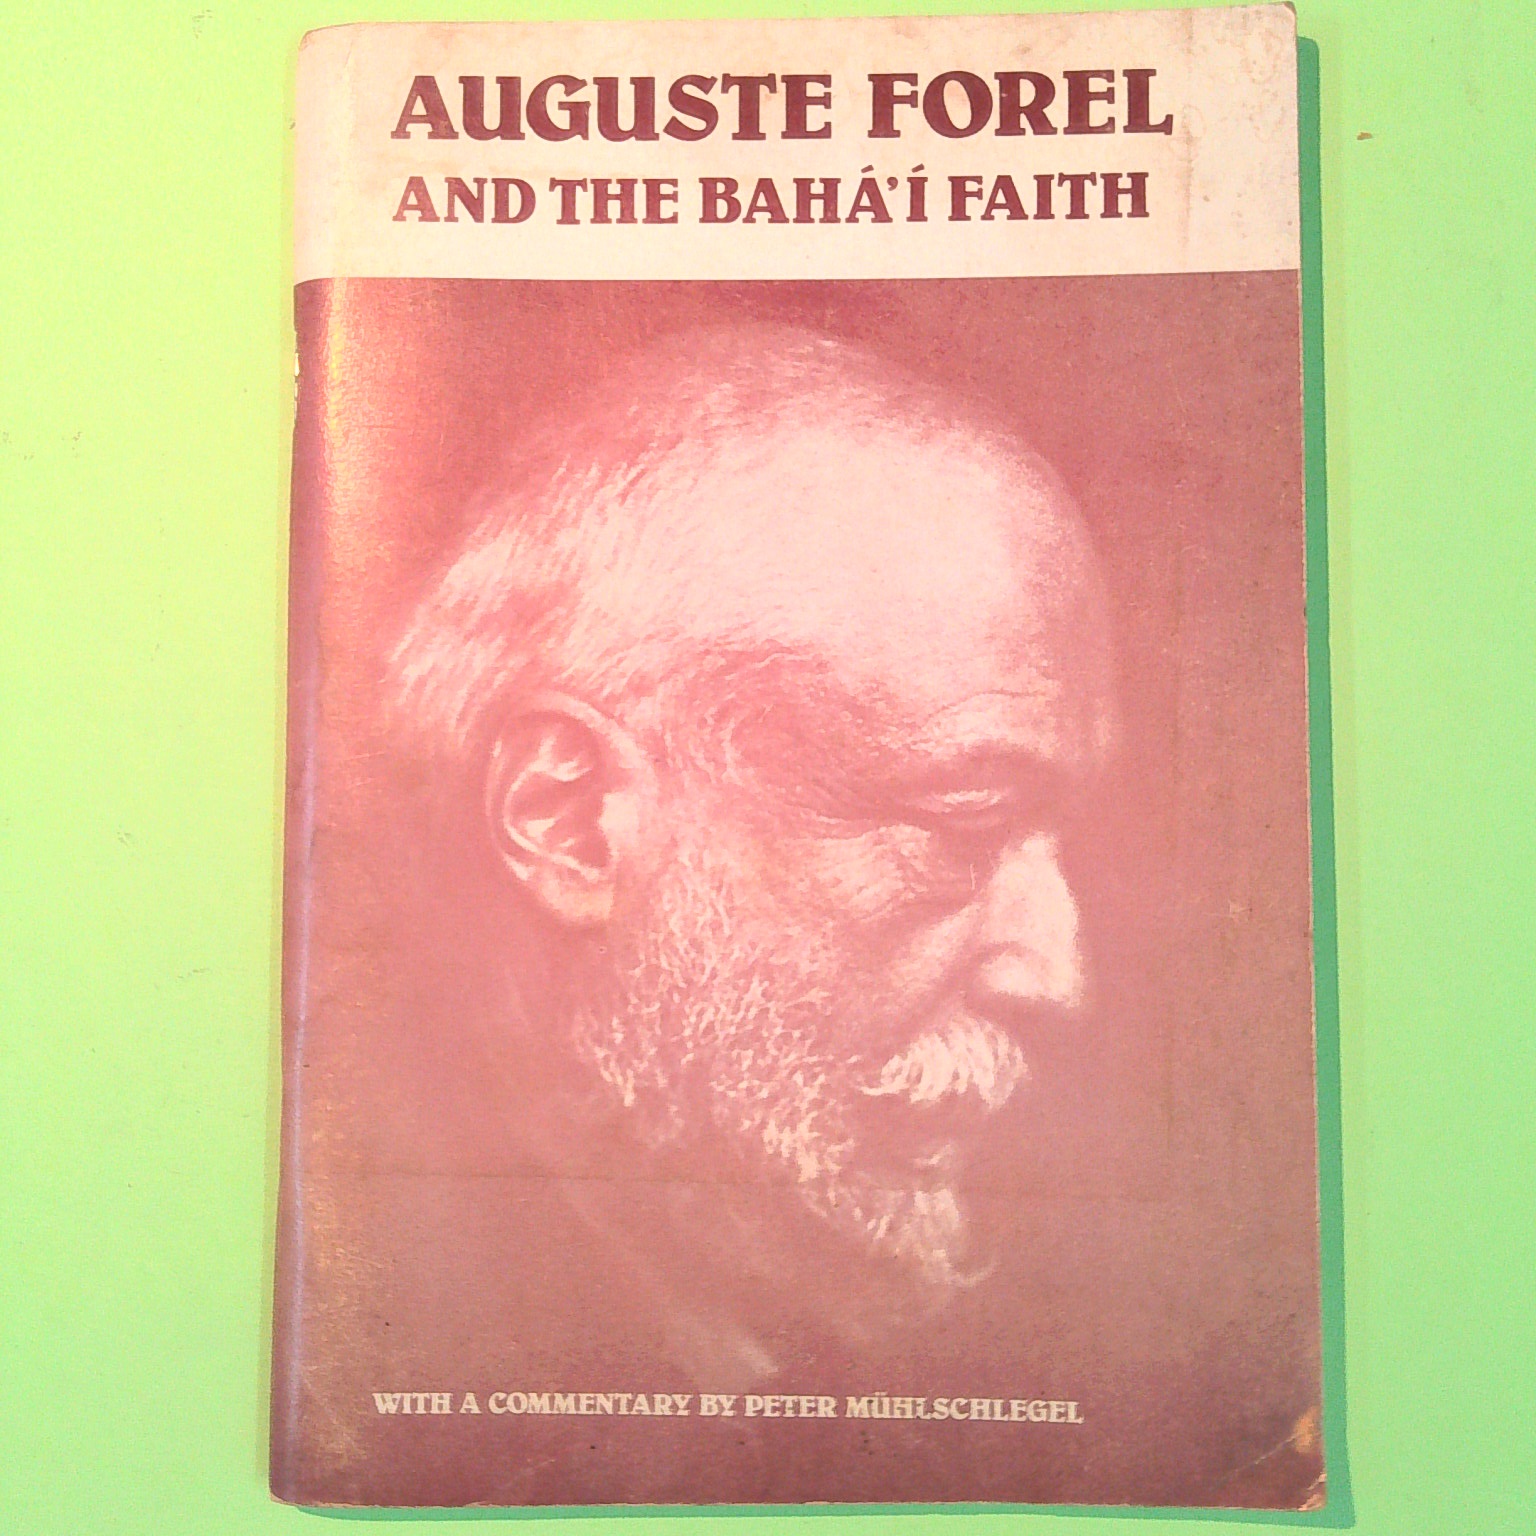 AUGUSTE FOREL
AND THE BAHÁ'Í FAITH
WITH A COMMENTARY BY PETER MÜHLSCHLEGEL